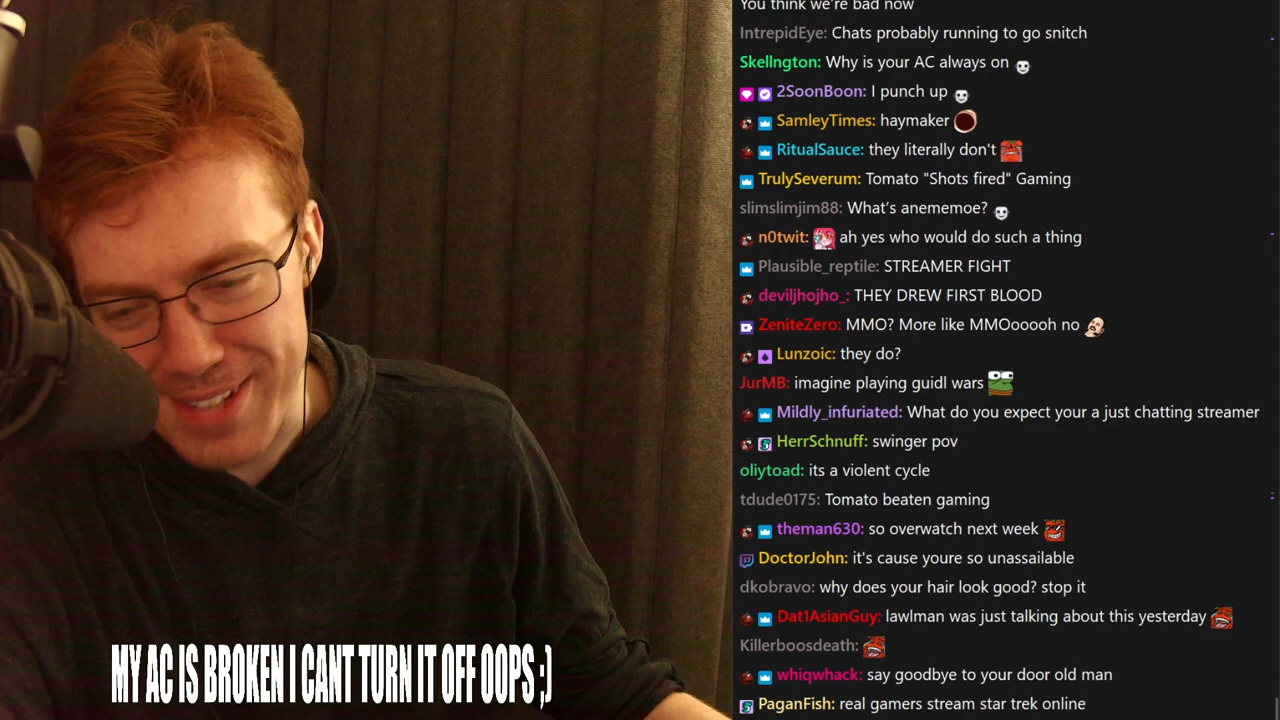 You think we're bad now
IntrepidEye: Chats probably running to go snitch
Skellngton: Why is your AC always on
2SoonBoon: I punch up
SamleyTimes: haymaker
RitualSauce: they literally don't
TrulySeverum: Tomato "Shots fired" Gaming
slimslimjim88: What's anememoe?
n0twit: ah yes who would do such a thing
Plausible_reptile: STREAMER FIGHT
deviljhojho_: THEY DREW FIRST BLOOD
ZeniteZero: MMO? More like MMOooooh no
Lunzoic: they do?
JurMB: imagine playing guidl wars
Mildly_infuriated: What do you expect your a just chatting streamer
HerrSchnuff: swinger pov
oliytoad: its a violent cycle
tdude0175: Tomato beaten gaming
theman630: so overwatch next week
DoctorJohn: it's cause youre so unassailable
dkobravo: why does your hair look good? stop it
Dat1AsianGuy: lawlman was just talking about this yesterday
Killerboosdeath:
whiqwhack: say goodbye to your door old man
PaganFish: real gamers stream star trek online
MY AC IS BROKEN I CANT TURN IT OFF OOPS ;)